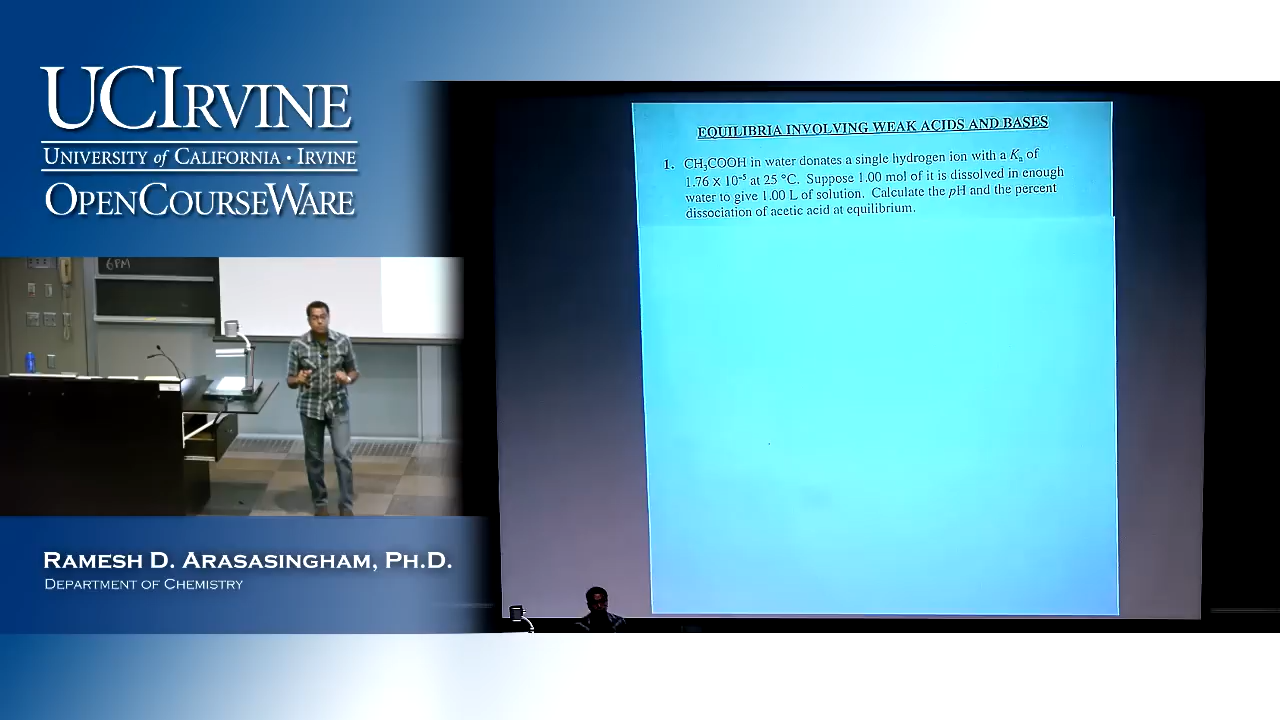 UCIRVINE
UNIVERSITY of CALIFORNIA · IRVINE
OPENCOURSEWARE
6PM
RAMESH D. ARASASINGHAM, PH.D.
DEPARTMENT OF CHEMISTRY
EQUILIBRIA INVOLVING WEAK ACIDS AND BASES
1. CH₃COOH in water donates a single hydrogen ion with a Kₐ of
1.76 X 10⁻⁵ at 25 °C. Suppose 1.00 mol of it is dissolved in enough
water to give 1.00 L of solution. Calculate the pH and the percent
dissociation of acetic acid at equilibrium.